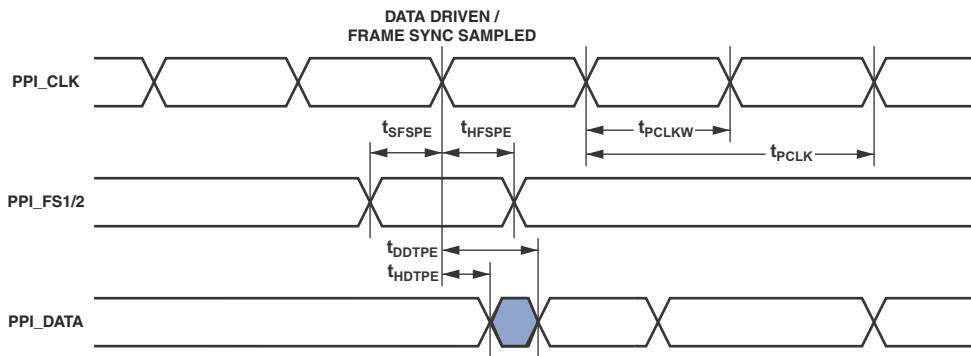 DATA DRIVEN /
FRAME SYNC SAMPLED
PPI_CLK
tSFSPE
tHFSPE
tPCLKW
tPCLK
PPI_FS1/2
tDDTPE
tHDTPE
PPI_DATA